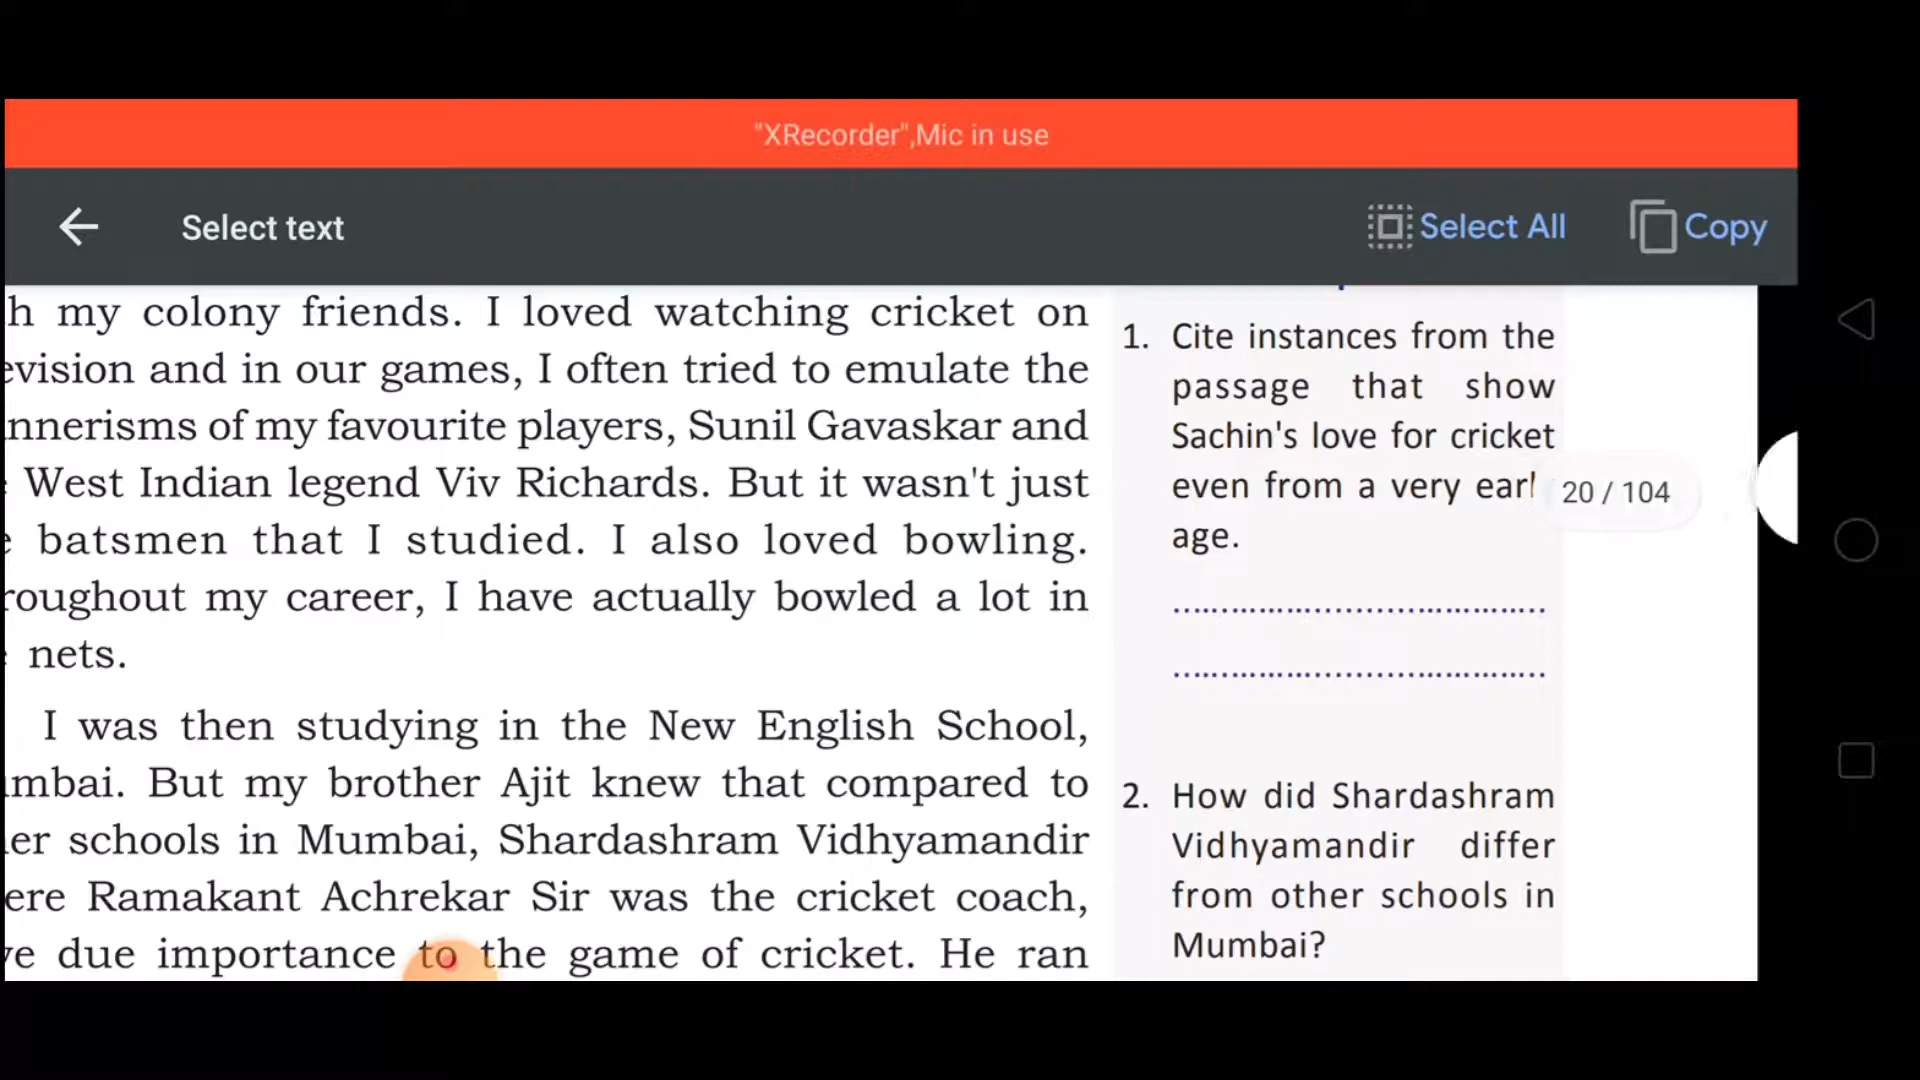 "XRecorder",Mic in use
Select text
Select All
Copy
h my colony friends. I loved watching cricket on
evision and in our games, I often tried to emulate the
nnerisms of my favourite players, Sunil Gavaskar and
West Indian legend Viv Richards. But it wasn't just
e batsmen that I studied. I also loved bowling.
roughout my career, I have actually bowled a lot in
nets.
I was then studying in the New English School,
mbai. But my brother Ajit knew that compared to
er schools in Mumbai, Shardashram Vidhyamandir
ere Ramakant Achrekar Sir was the cricket coach,
ve due importance to the game of cricket. He ran
1. Cite instances from the
passage that show
Sachin's love for cricket
even from a very earl
age.
20 / 104
2. How did Shardashram
Vidhyamandir differ
from other schools in
Mumbai?